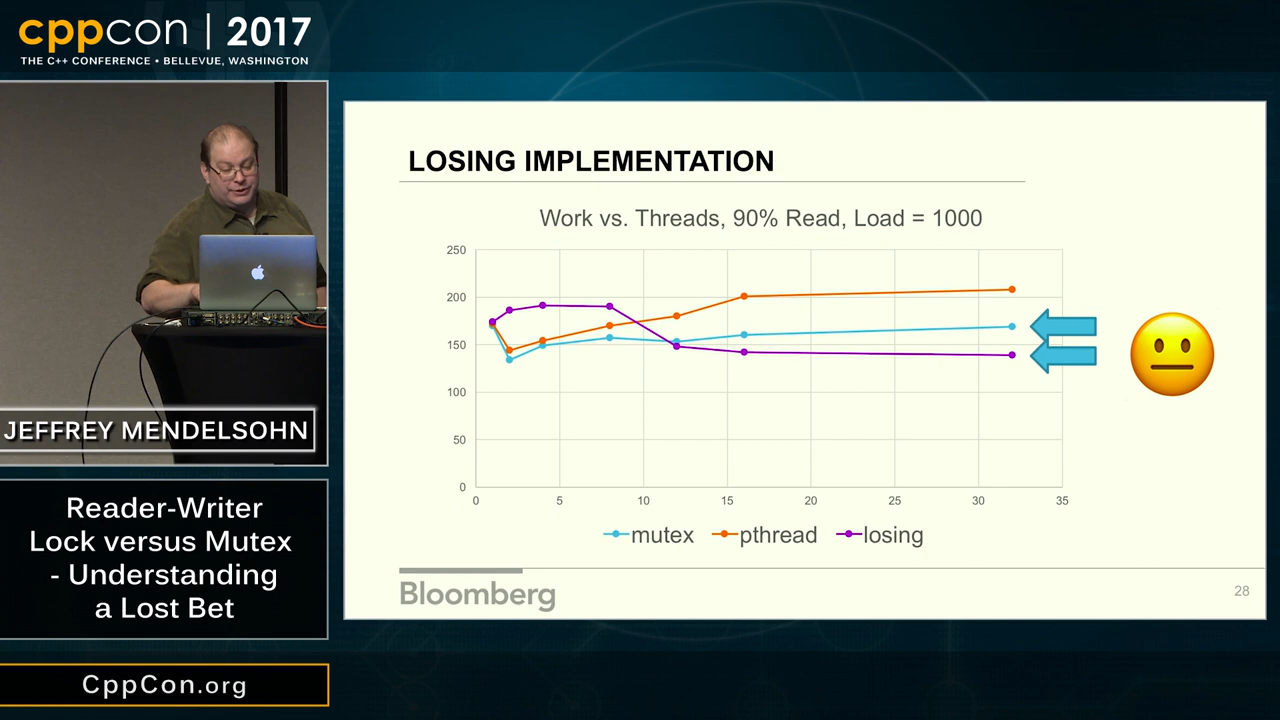 cppcon | 2017
THE C++ CONFERENCE • BELLEVUE, WASHINGTON
JEFFREY MENDELSOHN
Reader-Writer
Lock versus Mutex
- Understanding
a Lost Bet
CppCon.org
LOSING IMPLEMENTATION
Work vs. Threads, 90% Read, Load = 1000
250
200
150
100
50
0
0 5 10 15 20 25 30 35
mutex pthread losing
Bloomberg
28